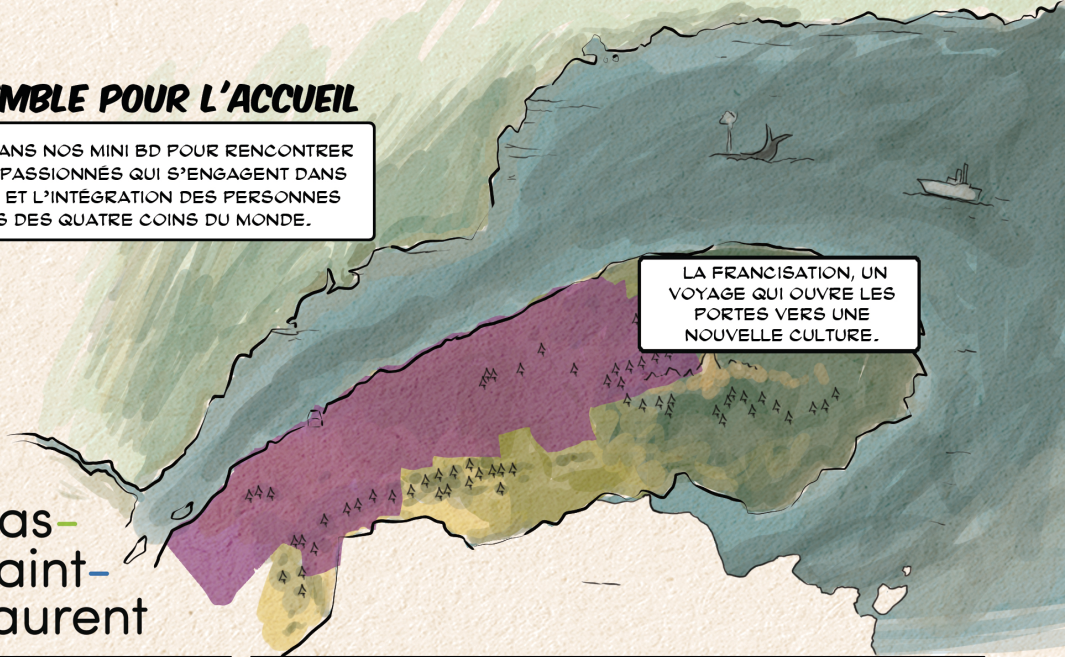 MBLE POUR L'ACCUEIL
ANS NOS MINI BD POUR RENCONTRER
PASSIONNÉS QUI S'ENGAGENT DANS
ET L'INTÉGRATION DES PERSONNES
S DES QUATRE COINS DU MONDE.
LA FRANCISATION, UN
VOYAGE QUI OUVRE LES
PORTES VERS UNE
NOUVELLE CULTURE.
as-
aint-
aurent